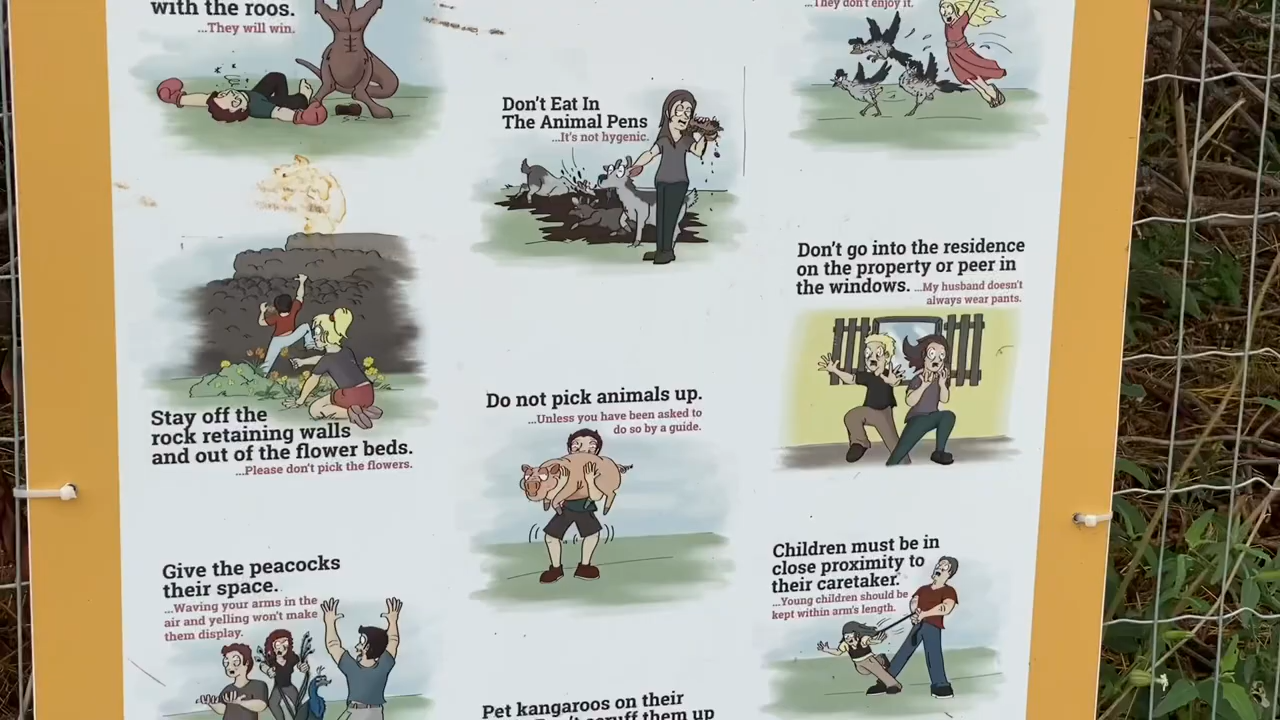 with the roos.
...They will win.
Stay off the
rock retaining walls
and out of the flower beds.
...Please don't pick the flowers.
Give the peacocks
their space.
...Waving your arms in the
air and yelling won't make
them display.
Don't Eat In
The Animal Pens
...It's not hygenic.
Do not pick animals up.
...Unless you have been asked to
do so by a guide.
Pet kangaroos on their
scruff them up
...They don't enjoy it.
Don't go into the residence
on the property or peer in
the windows. ...My husband doesn't
always wear pants.
Children must be in
close proximity to
their caretaker.
...Young children should be
kept within arm's length.